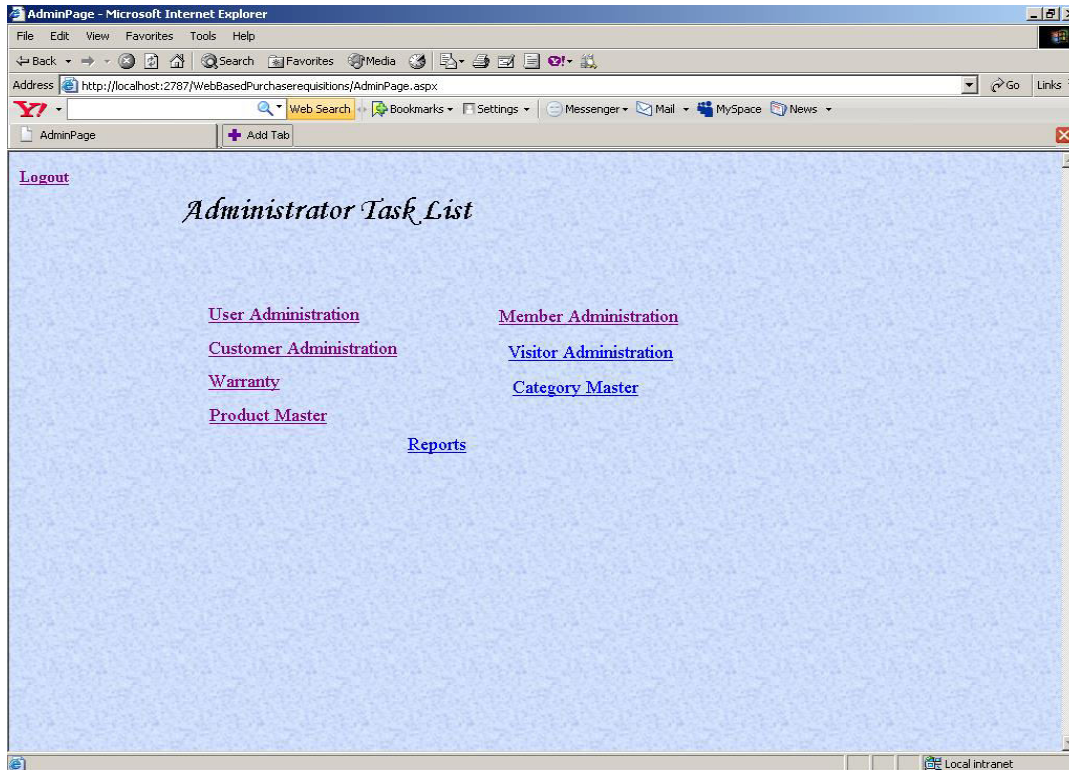 AdminPage - Microsoft Internet Explorer
File Edit View Favorites Tools Help
Back Search Favorites Media
Address http://localhost:2787/WebBasedPurchaserequisitions/AdminPage.aspx Go Links
Y! Web Search Bookmarks Settings Messenger Mail MySpace News
AdminPage Add Tab
Logout
Administrator Task List
User Administration Member Administration
Customer Administration Visitor Administration
Warranty Category Master
Product Master
Reports
Local intranet